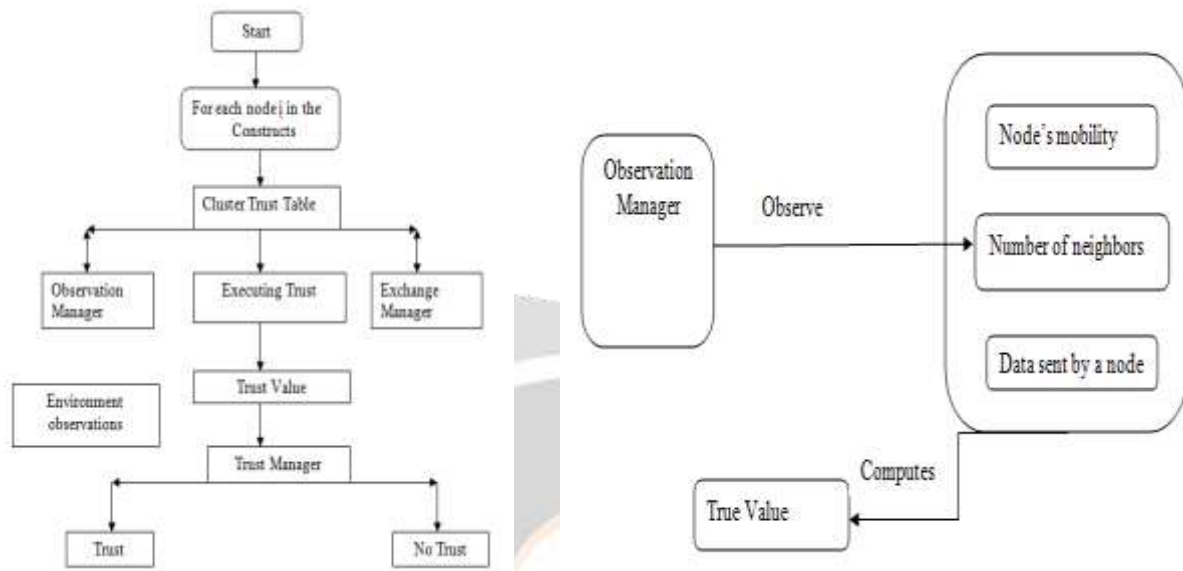 Start
For each node i in the
Constructs
Cluster Trust Table
Observation
Manager
Executing Trust
Exchange
Manager
Trust Value
Environment
observations
Trust Manager
Trust
No Trust
Observation
Manager
Observe
Node's mobility
Number of neighbors
Data sent by a node
Computes
True Value